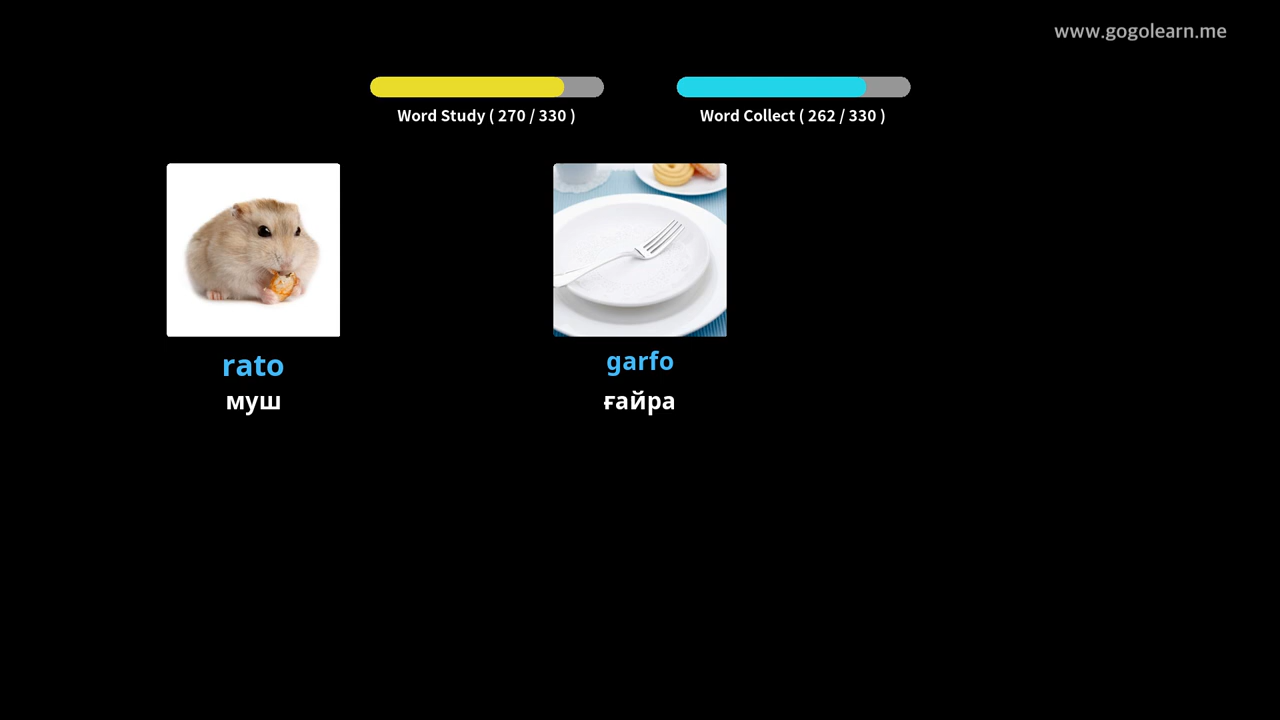 www.gogolearn.me
Word Study ( 270 / 330 )
Word Collect ( 262 / 330 )
rato
муш
garfo
ғайра